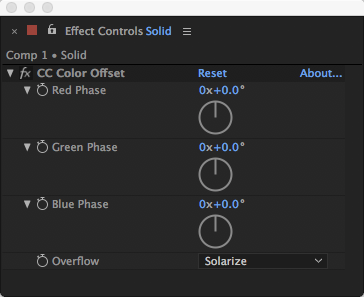 × Effect Controls Solid
Comp 1 • Solid
fx CC Color Offset Reset About...
Red Phase 0x+0.0°
Green Phase 0x+0.0°
Blue Phase 0x+0.0°
Overflow Solarize